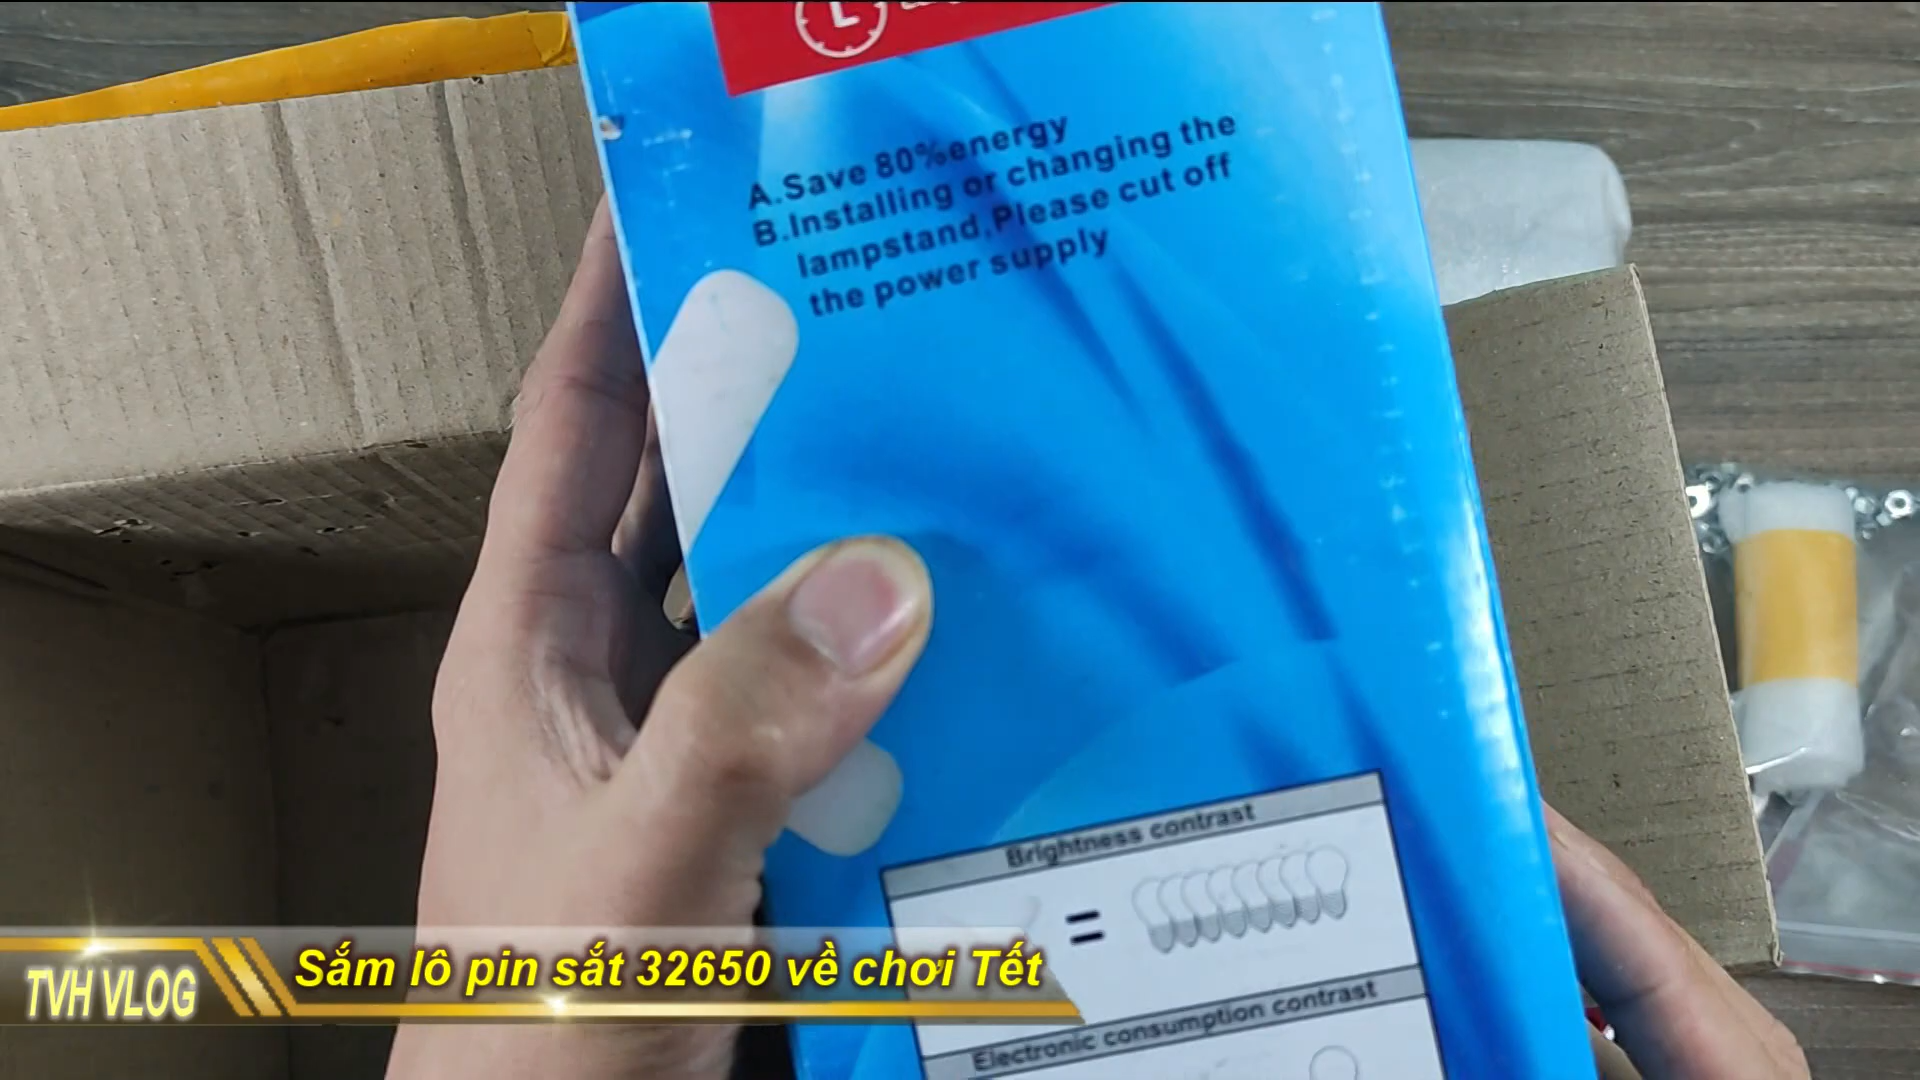 L
A.Save 80%energy
B.Installing or changing the
lampstand,Please cut off
the power supply
Brightness contrast
=
Electronic consumption contrast
TVH VLOG
Sắm lô pin sắt 32650 về chơi Tết